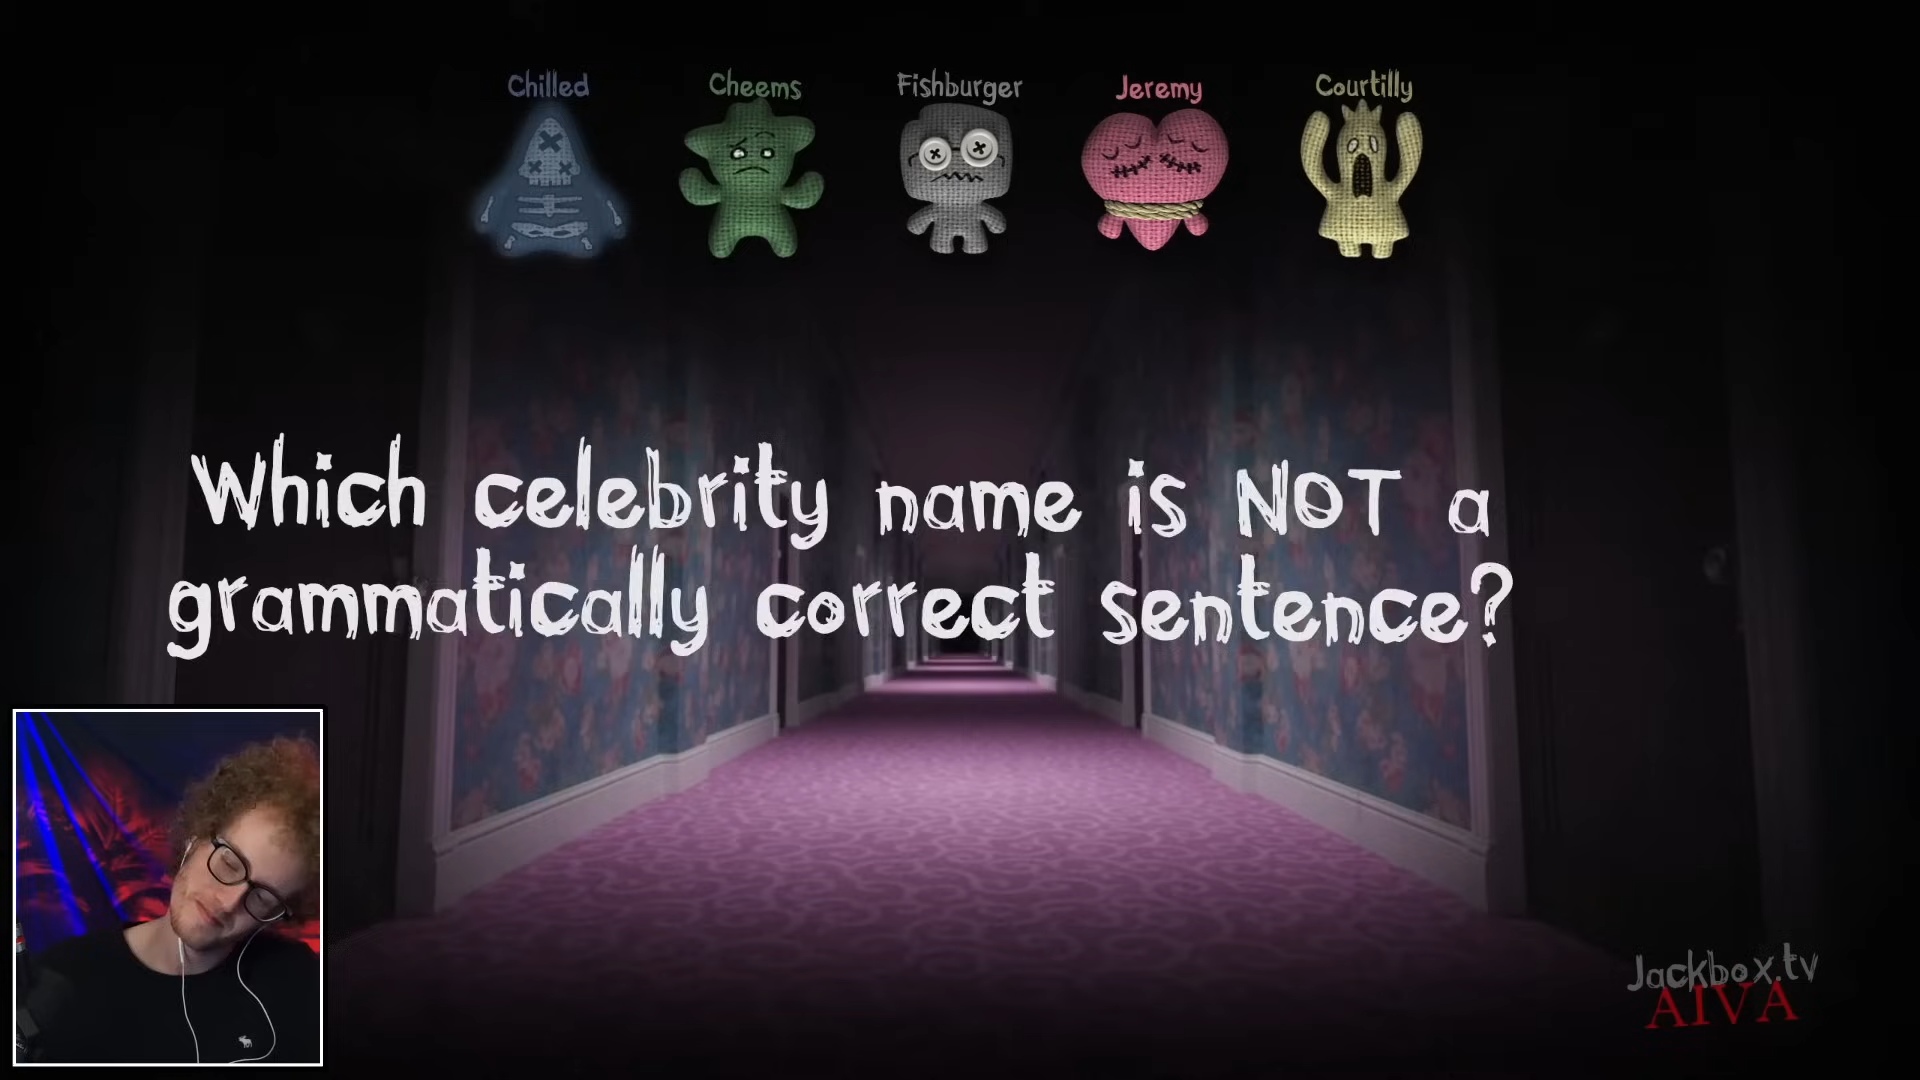 Chilled Cheems Fishburger Jeremy Courtilly
Which celebrity name is NOT a
grammatically correct sentence?
Jackbox.tv
AIVA